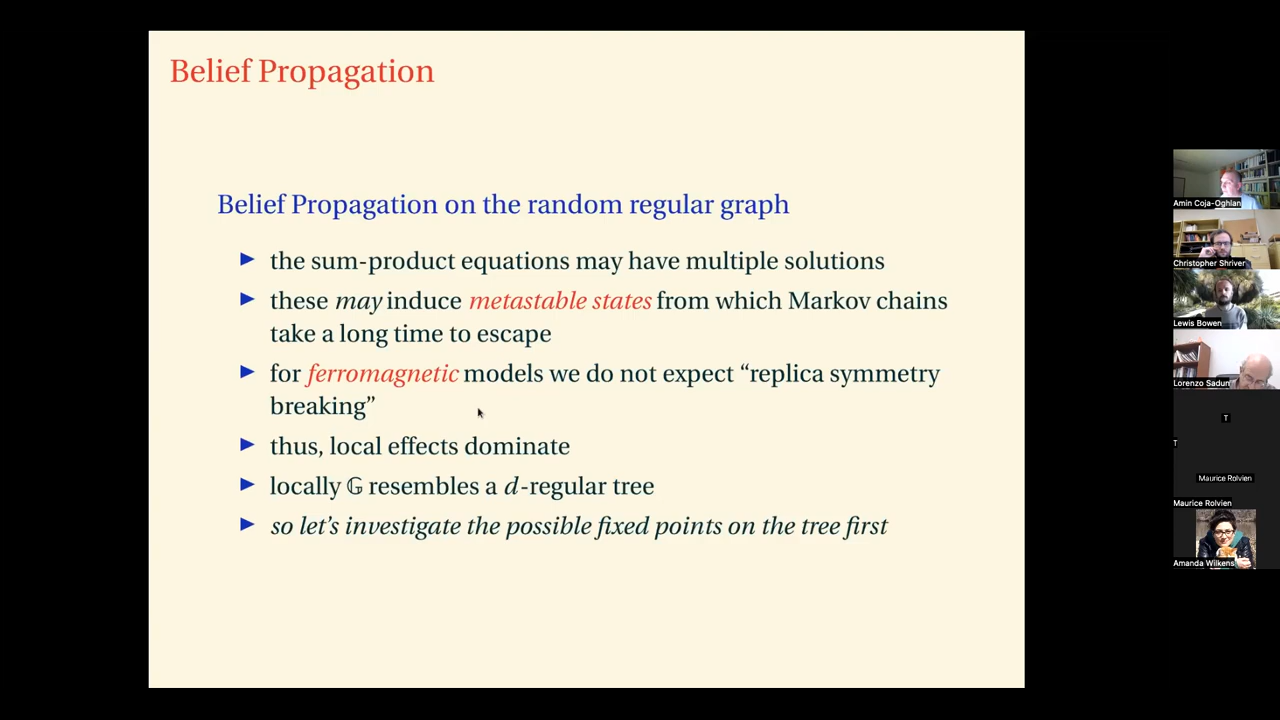 Belief Propagation
Belief Propagation on the random regular graph
▶ the sum-product equations may have multiple solutions
▶ these may induce metastable states from which Markov chains
take a long time to escape
▶ for ferromagnetic models we do not expect “replica symmetry
breaking”
▶ thus, local effects dominate
▶ locally 𝔾 resembles a d-regular tree
▶ so let’s investigate the possible fixed points on the tree first
Amin Coja-Oghlan
Christopher Shriver
Lewis Bowen
Lorenzo Sadun
T
T
Maurice Rolvien
Maurice Rolvien
Amanda Wilkens